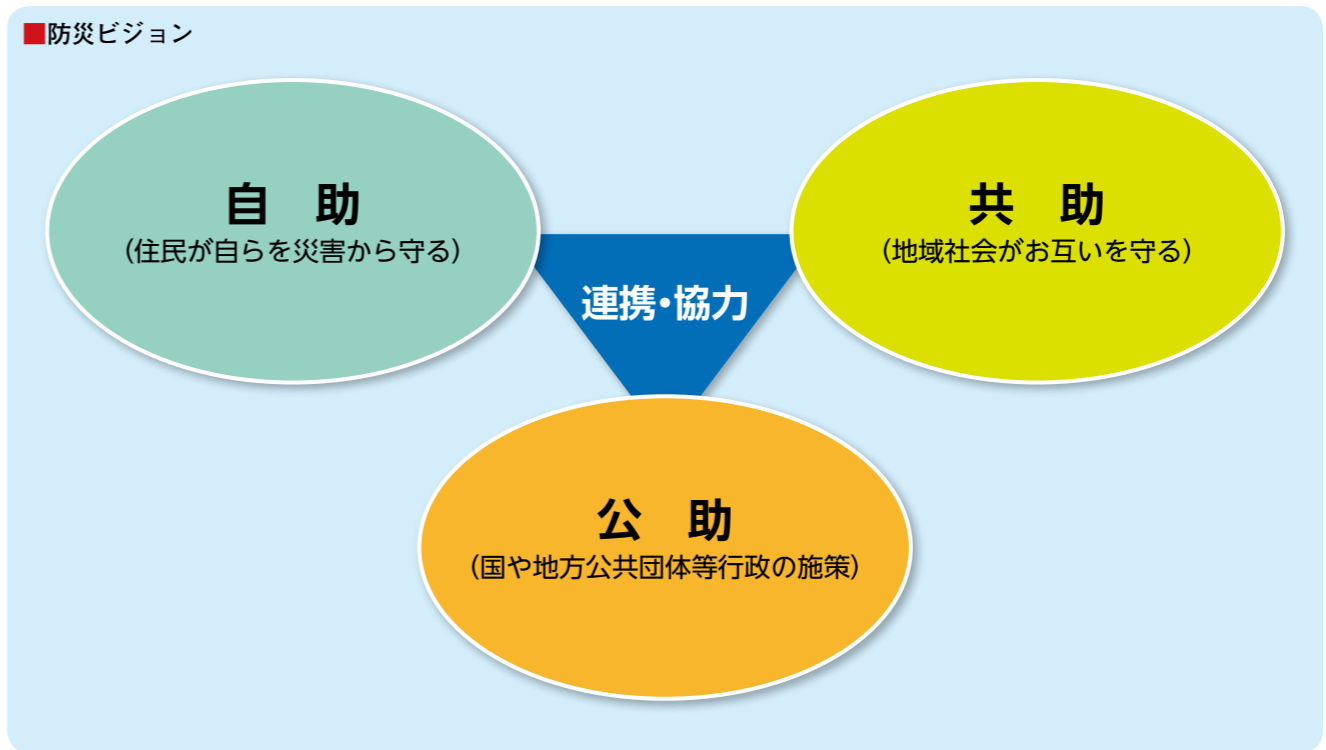 ■防災ビジョン
自　助
（住民が自らを災害から守る）
共　助
（地域社会がお互いを守る）
連携・協力
公　助
（国や地方公共団体等行政の施策）